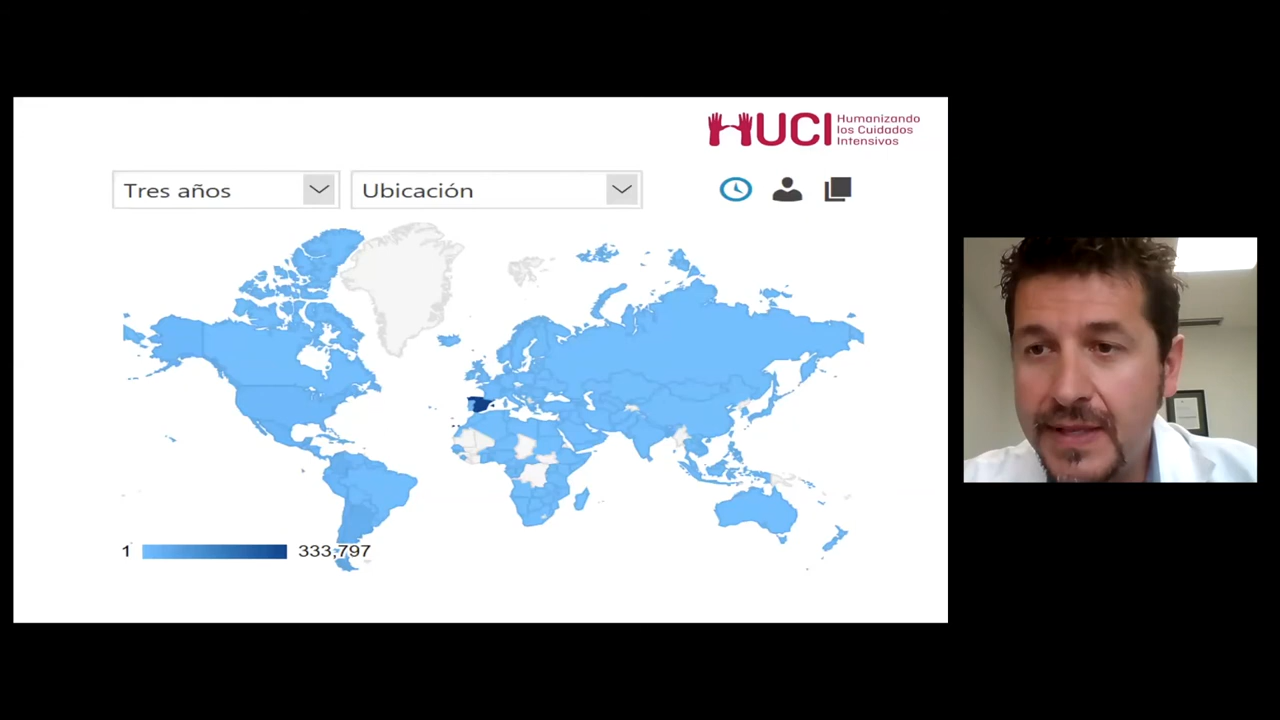 HUCI
Humanizando
los Cuidados
Intensivos
Tres años
Ubicación
1
333,797